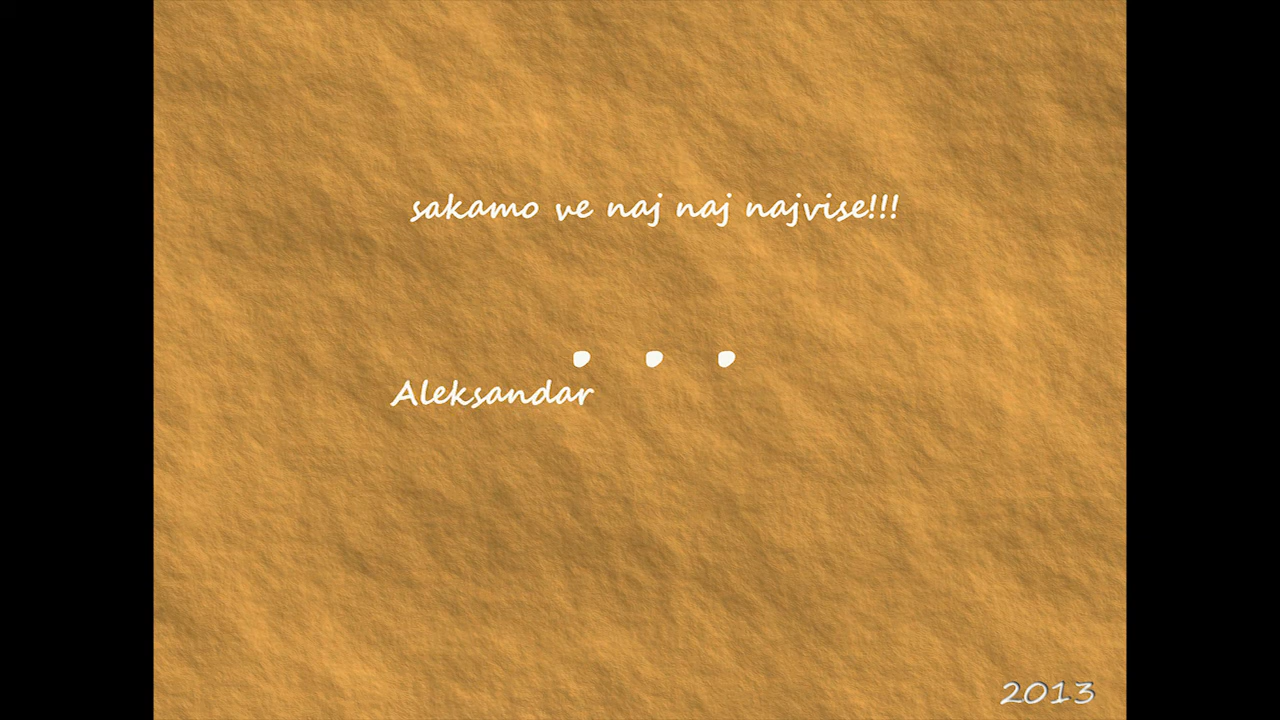 sakamo ve naj naj najvise!!!
. . .
Aleksandar
2013